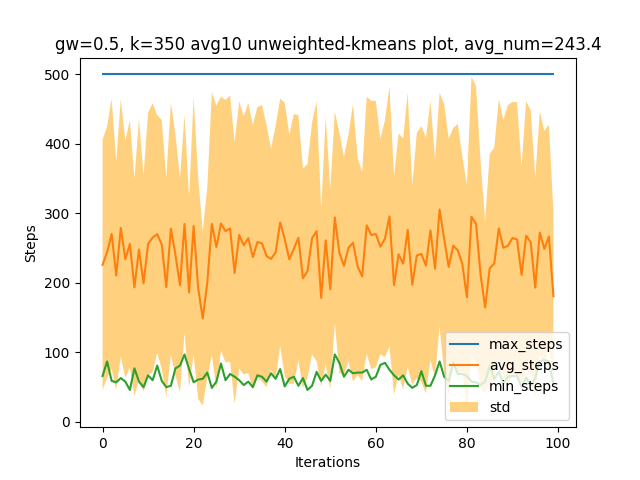 gw=0.5, k=350 avg10 unweighted-kmeans plot, avg_num=243.4
500
400
300
200
100
0
Steps
0
20
40
60
80
100
Iterations
max_steps
avg_steps
min_steps
std